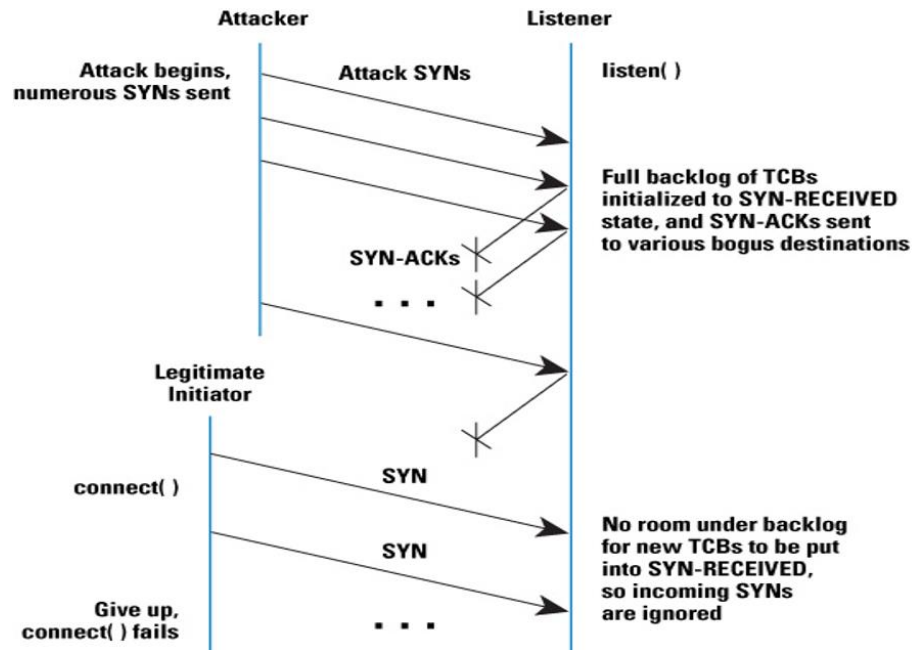 Attacker
Listener
Attack begins,
numerous SYNs sent
Attack SYNs
listen( )
Full backlog of TCBs
initialized to SYN-RECEIVED
state, and SYN-ACKs sent
to various bogus destinations
SYN-ACKs
. . .
Legitimate
Initiator
connect( )
SYN
SYN
No room under backlog
for new TCBs to be put
into SYN-RECEIVED,
so incoming SYNs
are ignored
Give up,
connect( ) fails
. . .